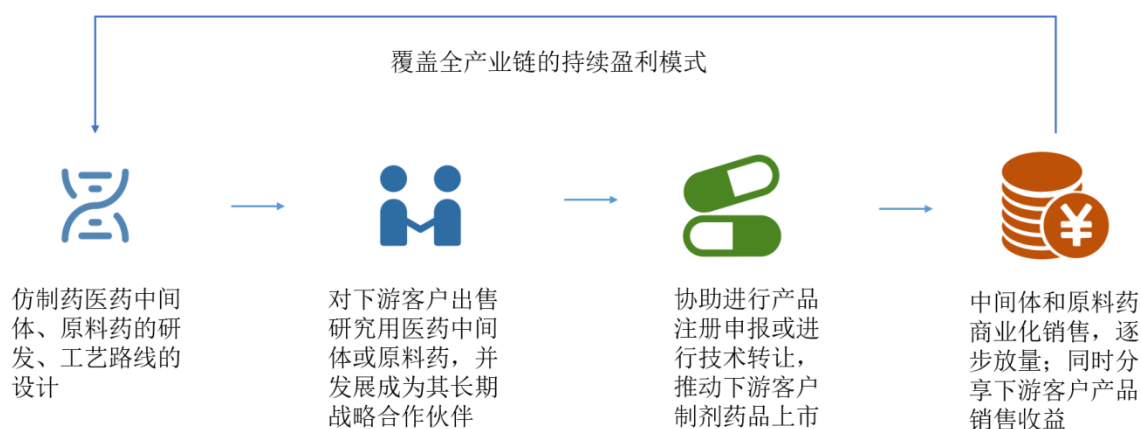 覆盖全产业链的持续盈利模式
仿制药医药中间
体、原料药的研
发、工艺路线的
设计
对下游客户出售
研究用医药中间
体或原料药，并
发展成为其长期
战略合作伙伴
协助进行产品
注册申报或进
行技术转让，
推动下游客户
制剂药品上市
中间体和原料药
商业化销售，逐
步放量；同时分
享下游客户产品
销售收益
¥